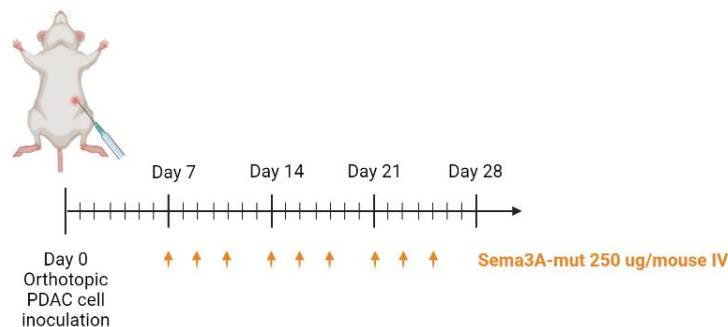 Day 7
Day 14
Day 21
Day 28
Day 0
Orthotopic
PDAC cell
inoculation
Sema3A-mut 250 ug/mouse IV